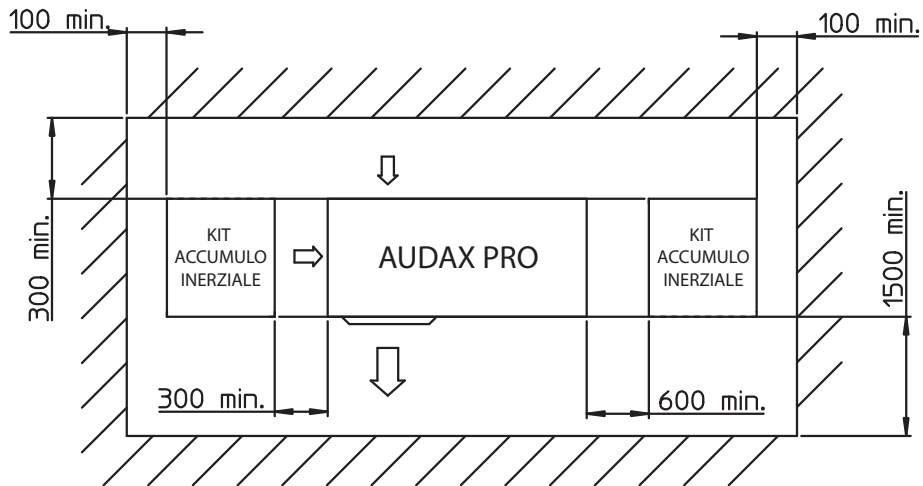 100 min.
100 min.
300 min.
KIT
ACCUMULO
INERZIALE
AUDAX PRO
KIT
ACCUMULO
INERZIALE
1500 min.
300 min.
600 min.